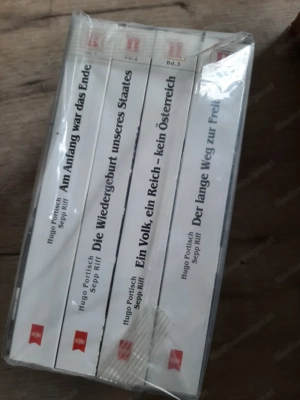 Hugo Portisch
Sepp Riff
Am Anfang war das Ende
Hugo Portisch
Sepp Riff
Die Wiedergeburt unseres Staates
Bd.3
Hugo Portisch
Sepp Riff
Ein Volk, ein Reich – kein Österreich
Hugo Portisch
Sepp Riff
Der lange Weg zur